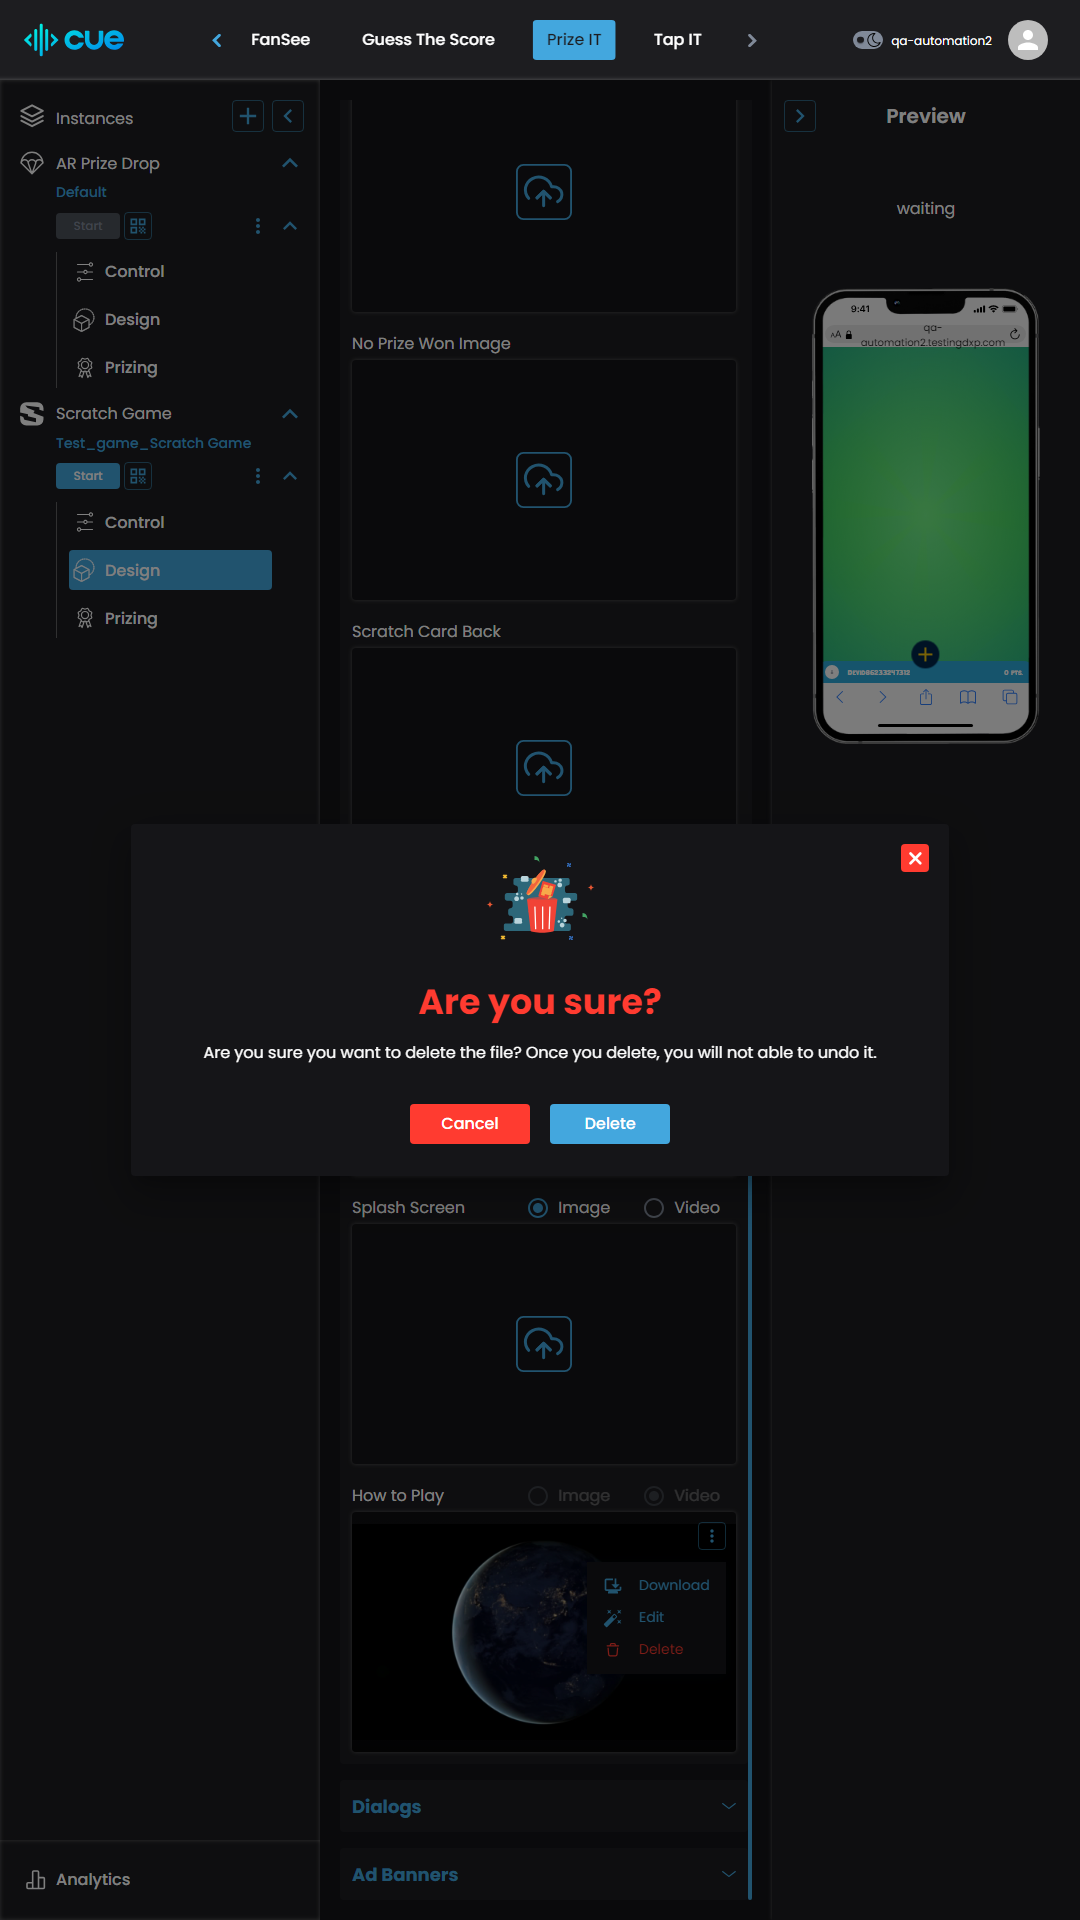 cue
FanSee
Guess The Score
Prize IT
Tap IT
qa-automation2
Instances
AR Prize Drop
Default
Start
Control
Design
Prizing
Scratch Game
Test_game_Scratch Game
Start
Control
Design
Prizing
No Prize Won Image
Scratch Card Back
Preview
waiting
9:41
AA
qa-
automation2.testingdxp.com
0 PTS
Are you sure?
Are you sure you want to delete the file? Once you delete, you will not able to undo it.
Cancel
Delete
Splash Screen
Image
Video
How to Play
Image
Video
Download
Edit
Delete
Dialogs
Ad Banners
Analytics